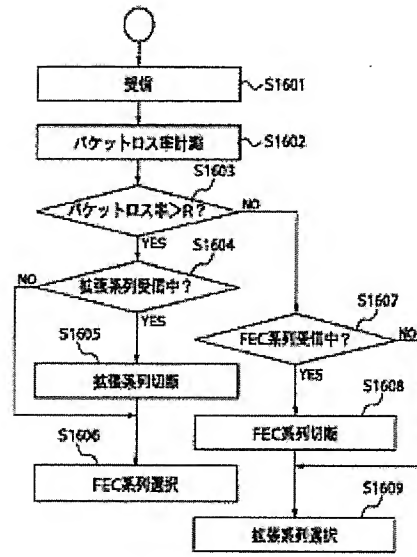 受信
S1601
パケットロス率計測
S1602
S1603
パケットロス率>R?
NO
YES
S1604
NO
拡張系列受信中?
YES
S1605
拡張系列切断
S1606
FEC系列選択
S1607
FEC系列受信中?
NO
YES
S1608
FEC系列切断
S1609
拡張系列選択